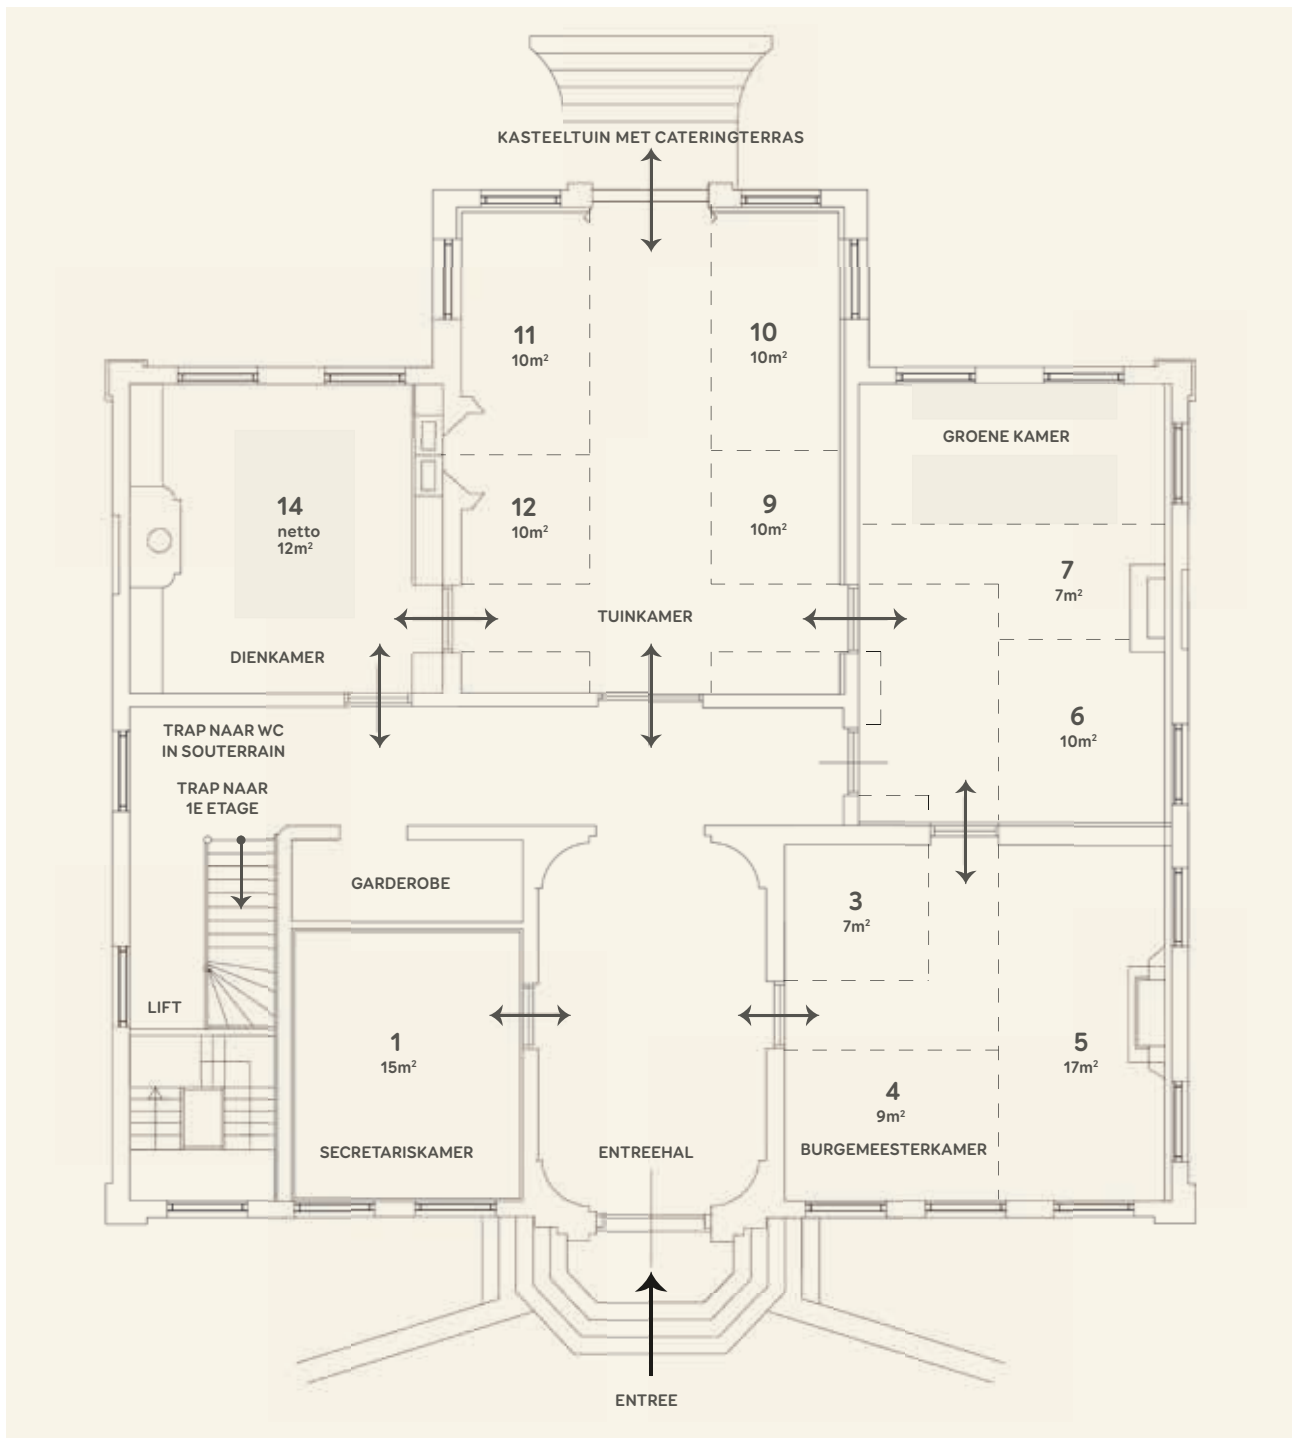 KASTEELTUIN MET CATERINGTERRAS
11
10m²
10
10m²
GROENE KAMER
14
netto
12m²
12
10m²
9
10m²
7
7m²
TUINKAMER
DIENKAMER
6
10m²
TRAP NAAR WC
IN SOUTERRAIN
TRAP NAAR
1E ETAGE
GARDEROBE
3
7m²
LIFT
1
15m²
5
17m²
4
9m²
SECRETARISKAMER
ENTREEHAL
BURGEMEESTERKAMER
ENTREE